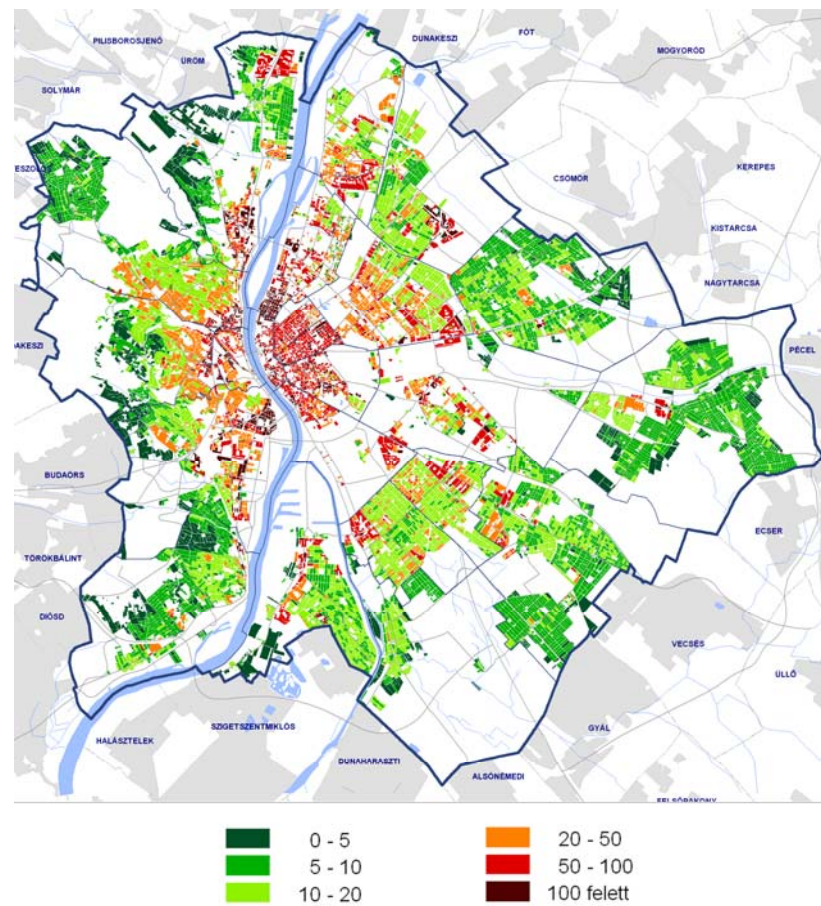 PILISBOROSJENŐ
DUNAKESZI
FÓT
MOGYORÓD
ÜRÖM
SOLYMÁR
KEREPES
CSÖMÖR
KISTARCSA
NAGYTARCSA
PÉCEL
BUDAÖRS
ECSER
TÖRÖKBÁLINT
DIÓSD
VECSÉS
ÜLLŐ
SZIGETSZENTMIKLÓS
GYÁL
HALÁSZTELEK
DUNAHARASZTI
ALSÓNÉMEDI
0 - 5
20 - 50
5 - 10
50 - 100
10 - 20
100 felett